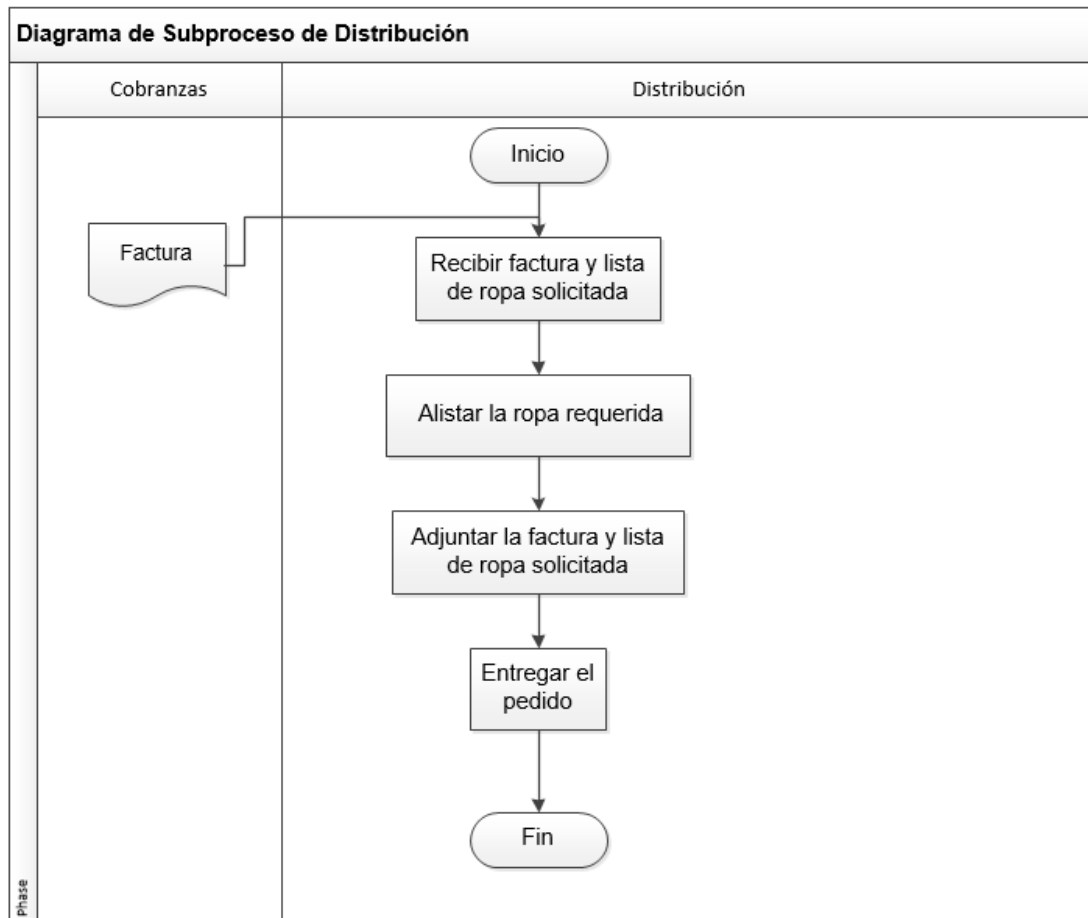 Diagrama de Subproceso de Distribución
Cobranzas
Distribución
Inicio
Factura
Recibir factura y lista
de ropa solicitada
Alistar la ropa requerida
Adjuntar la factura y lista
de ropa solicitada
Entregar el
pedido
Fin
Phase